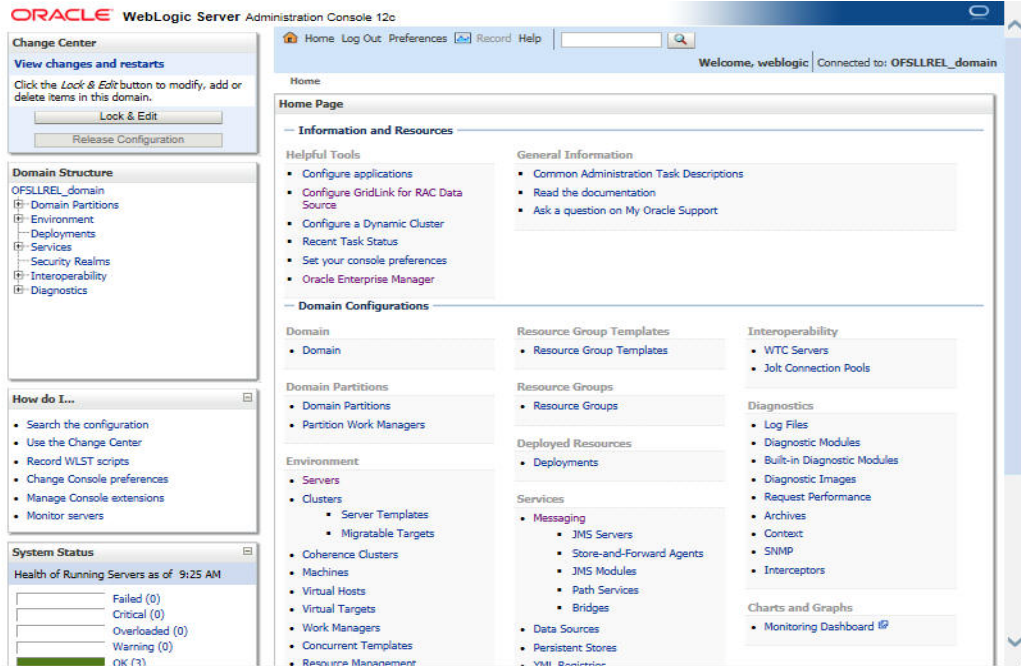 ORACLE WebLogic Server Administration Console 12c
Change Center
View changes and restarts
Click the Lock & Edit button to modify, add or
delete items in this domain.
Lock & Edit
Release Configuration
Domain Structure
OFSLLREL_domain
Domain Partitions
Environment
Deployments
Services
Security Realms
Interoperability
Diagnostics
How do I...
Search the configuration
Use the Change Center
Record WLST scripts
Change Console preferences
Manage Console extensions
Monitor servers
System Status
Health of Running Servers as of 9:25 AM
Failed (0)
Critical (0)
Overloaded (0)
Warning (0)
OK (3)
Home Log Out Preferences Record Help
Welcome, weblogic Connected to: OFSLLREL_domain
Home
Home Page
Information and Resources
Helpful Tools
Configure applications
Configure GridLink for RAC Data
Source
Configure a Dynamic Cluster
Recent Task Status
Set your console preferences
Oracle Enterprise Manager
General Information
Common Administration Task Descriptions
Read the documentation
Ask a question on My Oracle Support
Domain Configurations
Domain
Domain
Domain Partitions
Domain Partitions
Partition Work Managers
Environment
Servers
Clusters
Server Templates
Migratable Targets
Coherence Clusters
Machines
Virtual Hosts
Virtual Targets
Work Managers
Concurrent Templates
Resource Management
Resource Group Templates
Resource Group Templates
Resource Groups
Resource Groups
Deployed Resources
Deployments
Services
Messaging
JMS Servers
Store-and-Forward Agents
JMS Modules
Path Services
Bridges
Data Sources
Persistent Stores
XML Registries
Interoperability
WTC Servers
Jolt Connection Pools
Diagnostics
Log Files
Diagnostic Modules
Built-in Diagnostic Modules
Diagnostic Images
Request Performance
Archives
Context
SNMP
Interceptors
Charts and Graphs
Monitoring Dashboard